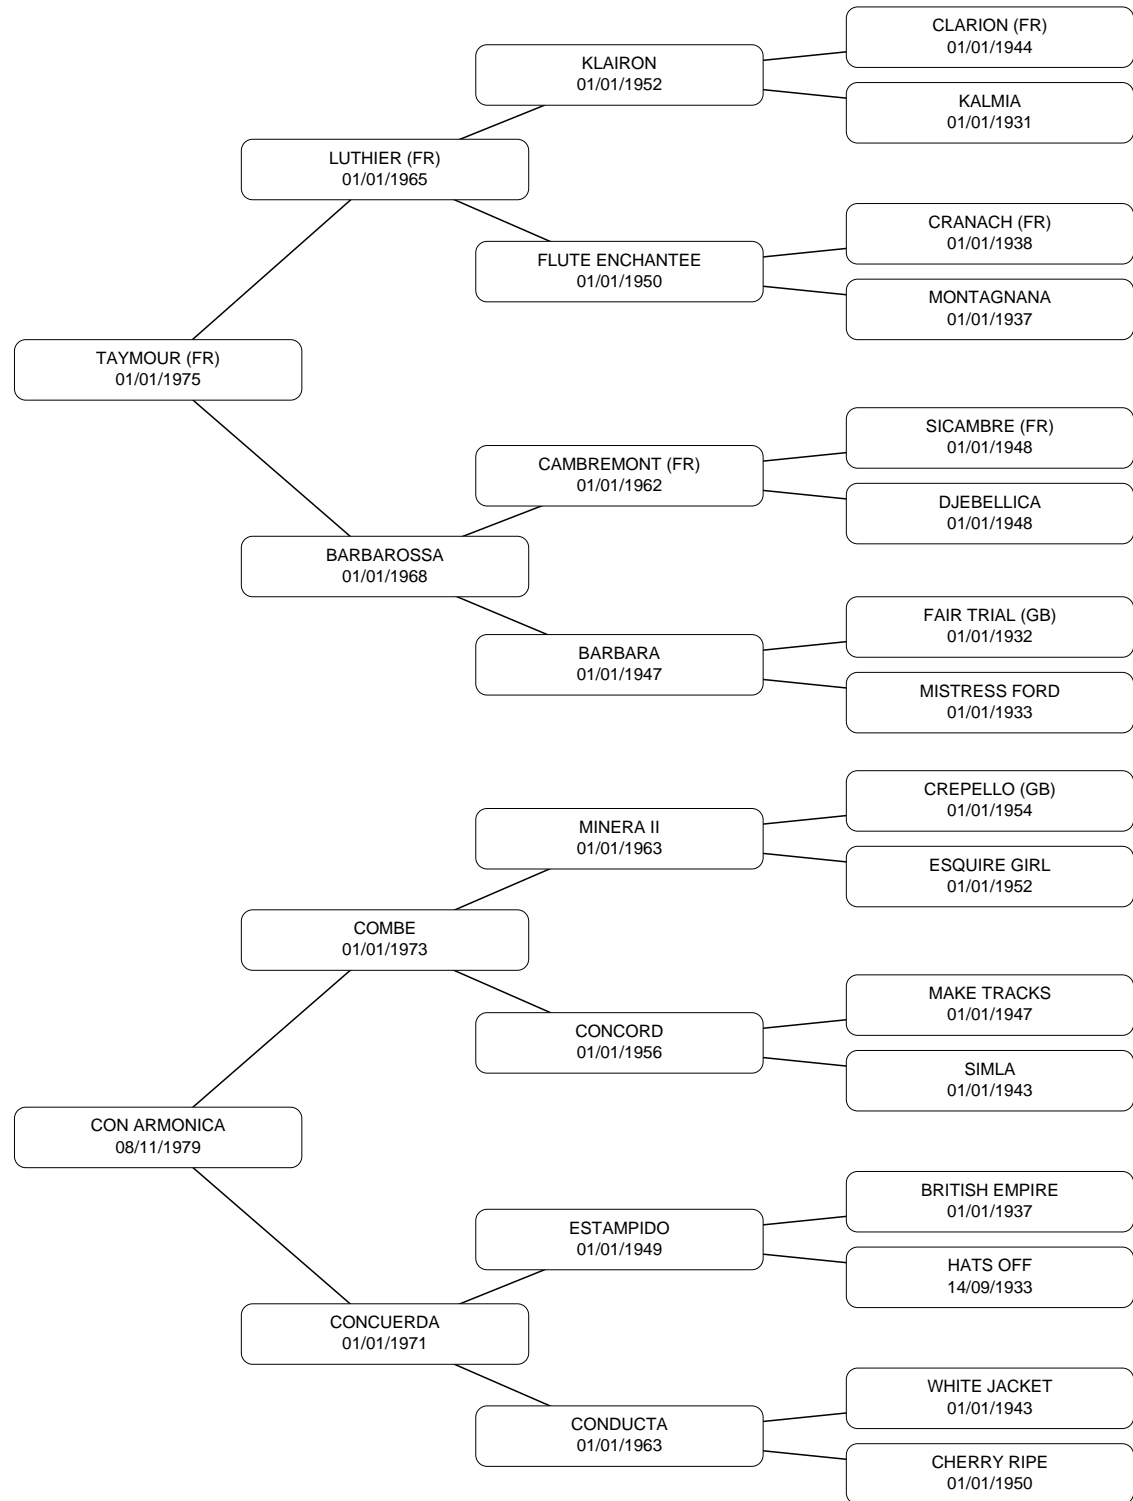 CLARION (FR)
01/01/1944
KLAIRON
01/01/1952
KALMIA
01/01/1931
LUTHIER (FR)
01/01/1965
CRANACH (FR)
01/01/1938
FLUTE ENCHANTEE
01/01/1950
MONTAGNANA
01/01/1937
TAYMOUR (FR)
01/01/1975
SICAMBRE (FR)
01/01/1948
CAMBREMONT (FR)
01/01/1962
DJEBELLICA
01/01/1948
BARBAROSSA
01/01/1968
FAIR TRIAL (GB)
01/01/1932
BARBARA
01/01/1947
MISTRESS FORD
01/01/1933
CREPELLO (GB)
01/01/1954
MINERA II
01/01/1963
ESQUIRE GIRL
01/01/1952
COMBE
01/01/1973
MAKE TRACKS
01/01/1947
CONCORD
01/01/1956
SIMLA
01/01/1943
CON ARMONICA
08/11/1979
BRITISH EMPIRE
01/01/1937
ESTAMPIDO
01/01/1949
HATS OFF
14/09/1933
CONCUERDA
01/01/1971
WHITE JACKET
01/01/1943
CONDUCTA
01/01/1963
CHERRY RIPE
01/01/1950